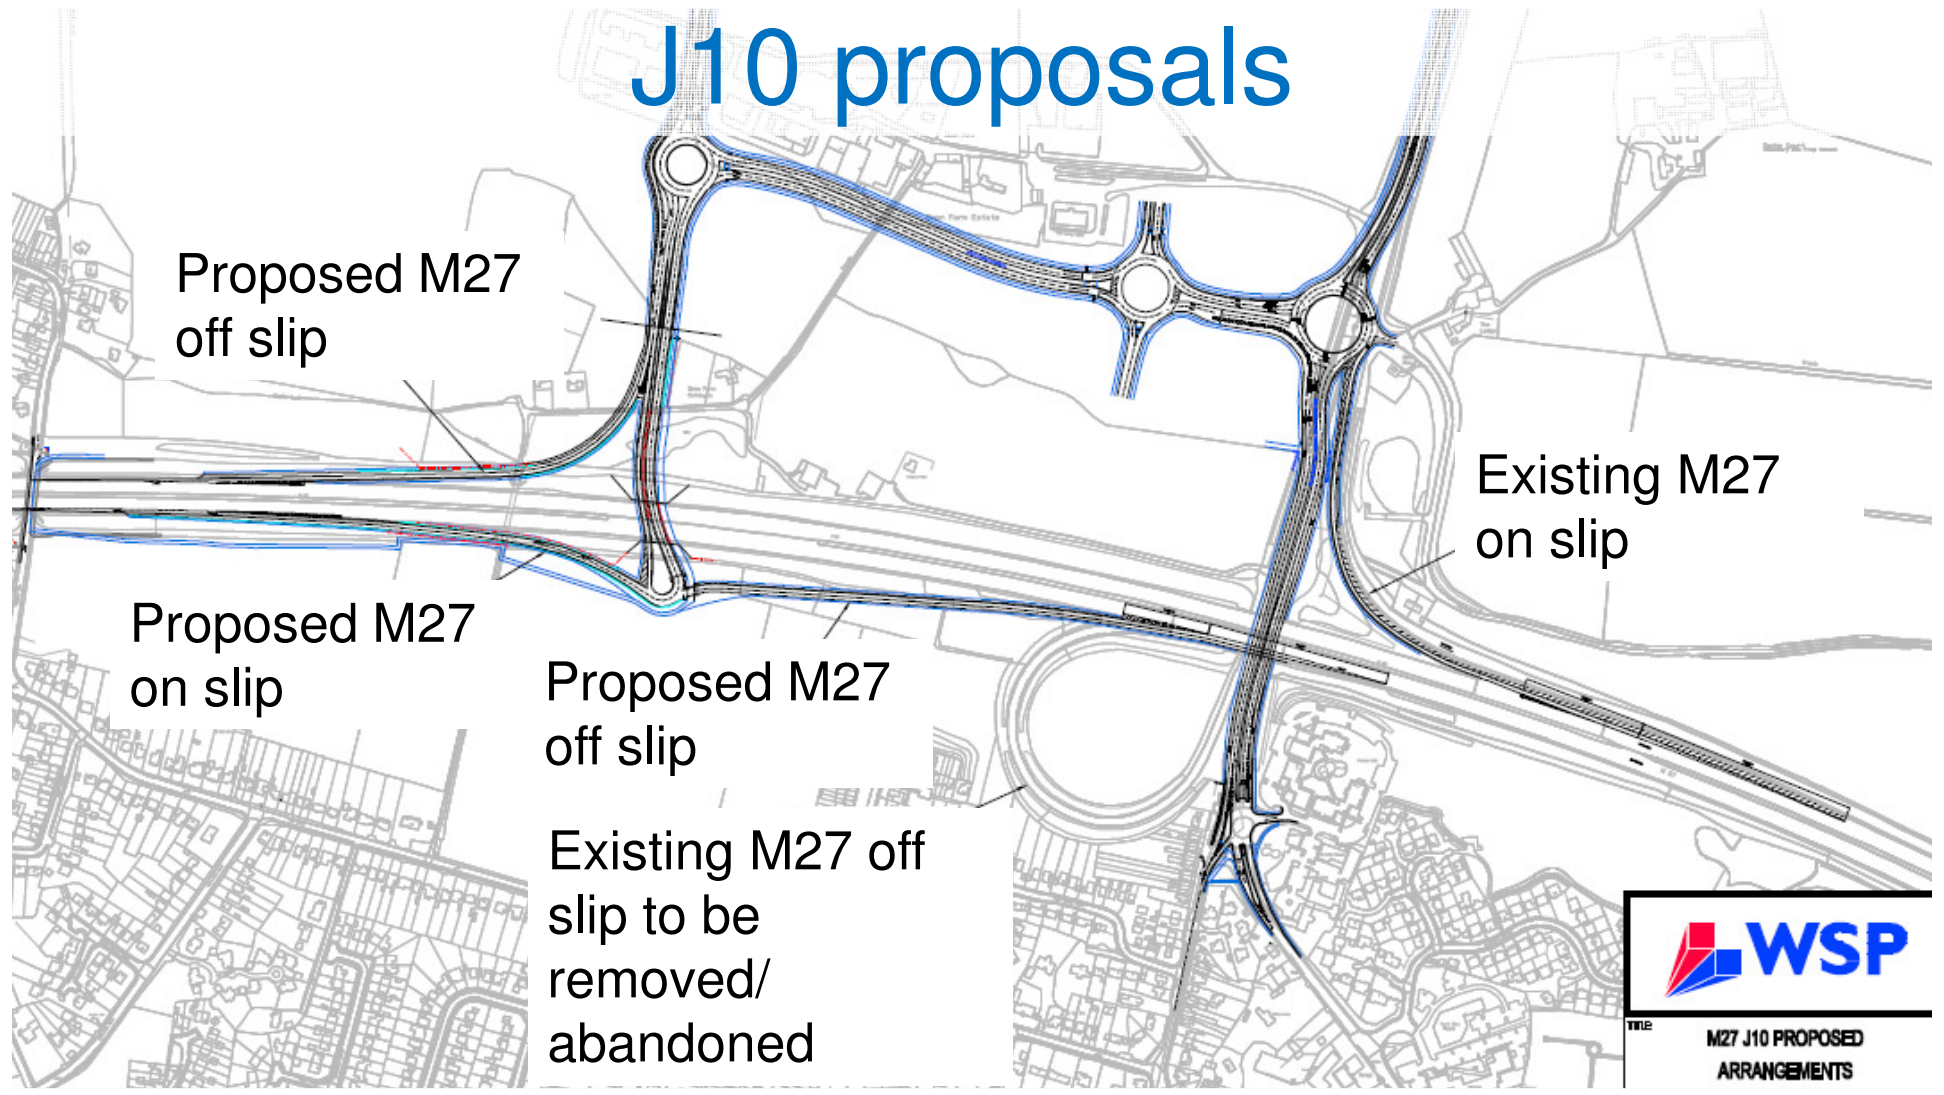 J10 proposals
Proposed M27
off slip
Existing M27
on slip
Proposed M27
on slip
Proposed M27
off slip
Existing M27 off
slip to be
removed/
abandoned
WSP
TITLE
M27 J10 PROPOSED
ARRANGEMENTS